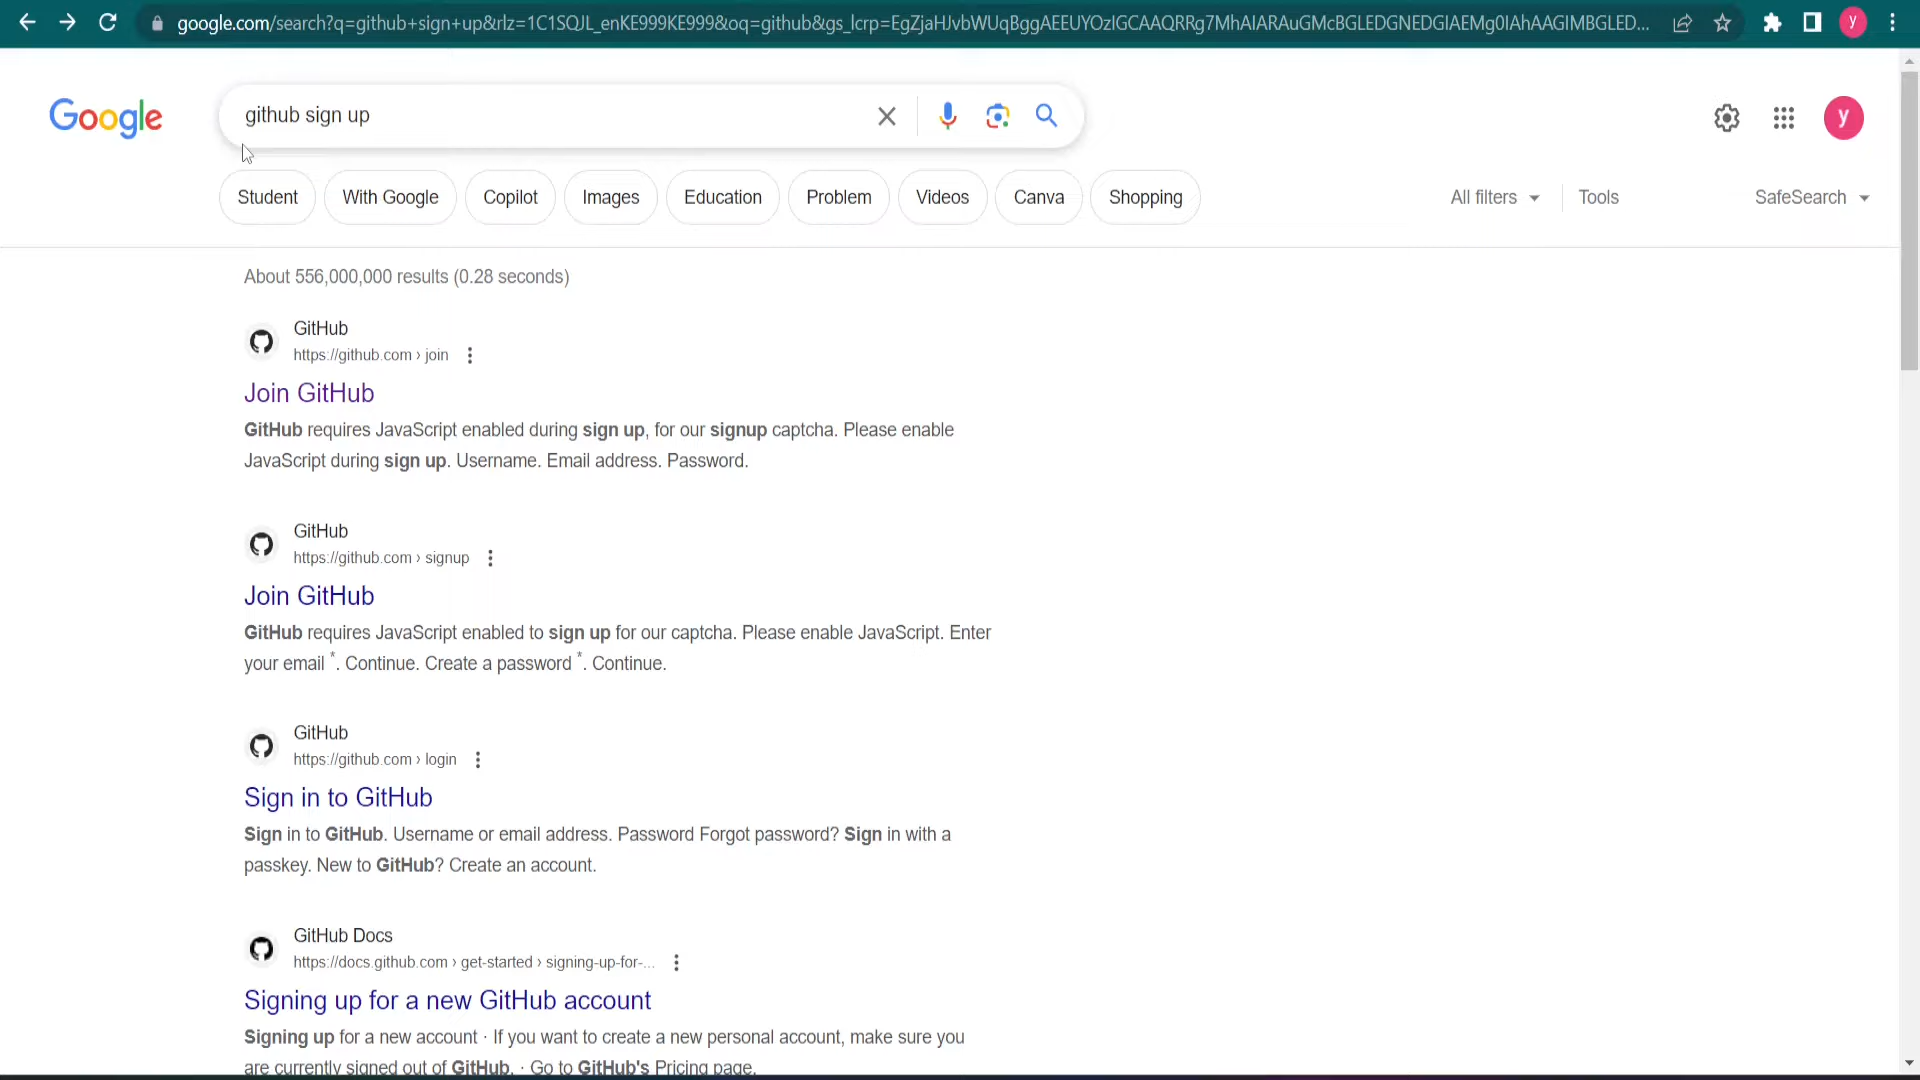 google.com/search?q=github+sign+up&rlz=1C1SQJL_enKE999KE999&oq=github&gs_lcrp=EgZjaHJvbWUqBggAEEUYOzIGCAAQRRg7MhAIARAuGMcBGLEDGNEDGIAEMg0IAhAAGIMBGLED...
y
Google
github sign up
y
Student
With Google
Copilot
Images
Education
Problem
Videos
Canva
Shopping
All filters
Tools
SafeSearch
About 556,000,000 results (0.28 seconds)
GitHub
https://github.com › join
Join GitHub
GitHub requires JavaScript enabled during sign up, for our signup captcha. Please enable
JavaScript during sign up. Username. Email address. Password.
GitHub
https://github.com › signup
Join GitHub
GitHub requires JavaScript enabled to sign up for our captcha. Please enable JavaScript. Enter
your email *. Continue. Create a password *. Continue.
GitHub
https://github.com › login
Sign in to GitHub
Sign in to GitHub. Username or email address. Password Forgot password? Sign in with a
passkey. New to GitHub? Create an account.
GitHub Docs
https://docs.github.com › get-started › signing-up-for-...
Signing up for a new GitHub account
Signing up for a new account · If you want to create a new personal account, make sure you
are currently signed out of GitHub. · Go to GitHub's Pricing page.